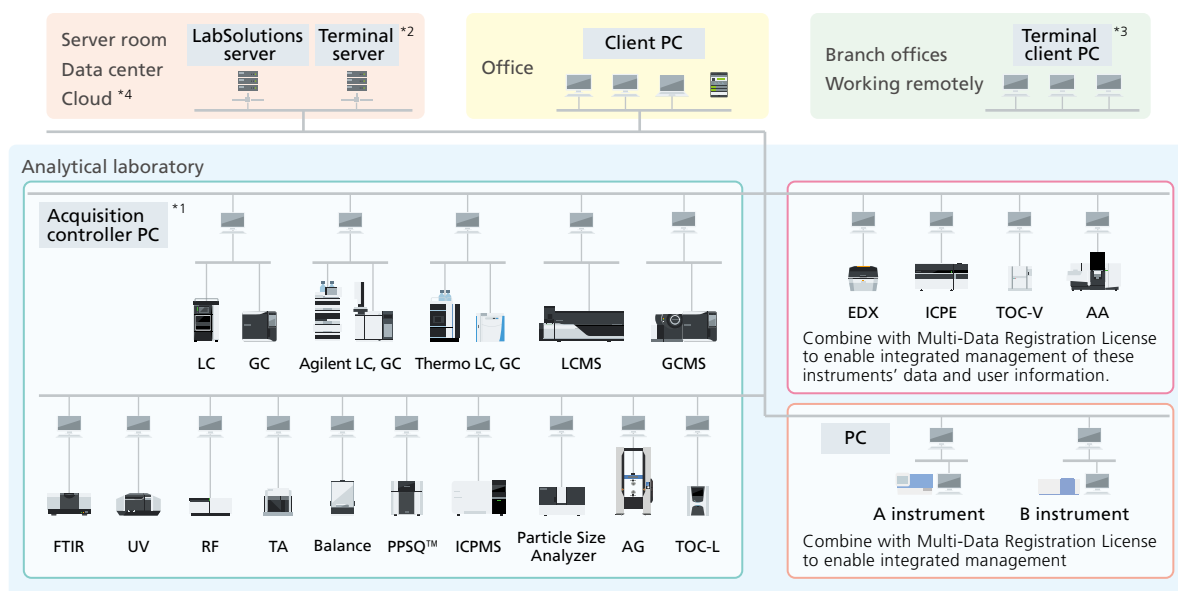 Server room
Data center
Cloud *4
LabSolutions
server
Terminal *2
server
Office
Client PC
Branch offices
Working remotely
Terminal *3
client PC
Analytical laboratory
Acquisition *1
controller PC
LC
GC
Agilent LC, GC
Thermo LC, GC
LCMS
GCMS
EDX
ICPE
TOC-V
AA
Combine with Multi-Data Registration License
to enable integrated management of these
instruments’ data and user information.
FTIR
UV
RF
TA
Balance
PPSQ™
ICPMS
Particle Size
Analyzer
AG
TOC-L
PC
A instrument
B instrument
Combine with Multi-Data Registration License
to enable integrated management